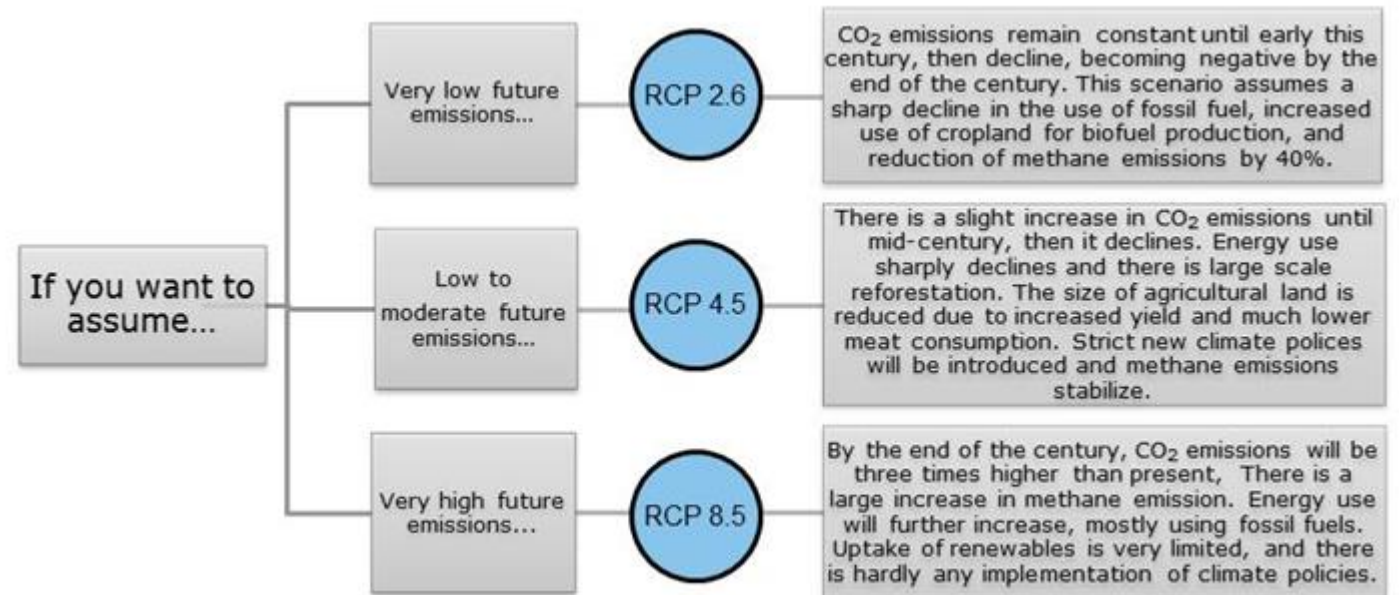 If you want to
assume...
Very low future
emissions...
RCP 2.6
CO₂ emissions remain constant until early this
century, then decline, becoming negative by the
end of the century. This scenario assumes a
sharp decline in the use of fossil fuel, increased
use of cropland for biofuel production, and
reduction of methane emissions by 40%.
Low to
moderate future
emissions...
RCP 4.5
There is a slight increase in CO₂ emissions until
mid-century, then it declines. Energy use
sharply declines and there is large scale
reforestation. The size of agricultural land is
reduced due to increased yield and much lower
meat consumption. Strict new climate polices
will be introduced and methane emissions
stabilize.
Very high future
emissions...
RCP 8.5
By the end of the century, CO₂ emissions will be
three times higher than present, There is a
large increase in methane emission. Energy use
will further increase, mostly using fossil fuels.
Uptake of renewables is very limited, and there
is hardly any implementation of climate policies.